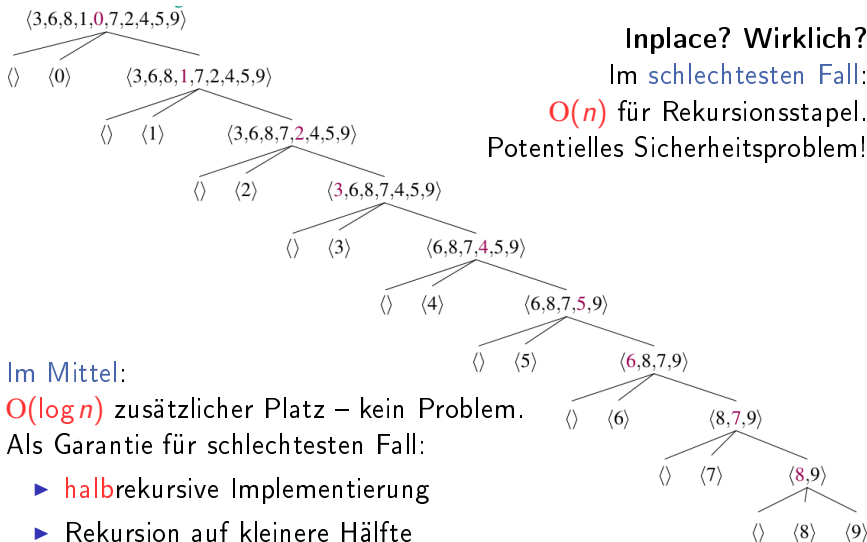 ⟨3,6,8,1,0,7,2,4,5,9⟩
Inplace? Wirklich?
Im schlechtesten Fall:
⟨⟩ ⟨0⟩ ⟨3,6,8,1,7,2,4,5,9⟩
O(n) für Rekursionsstapel.
⟨⟩ ⟨1⟩ ⟨3,6,8,7,2,4,5,9⟩
Potentielles Sicherheitsproblem!
⟨⟩ ⟨2⟩ ⟨3,6,8,7,4,5,9⟩
⟨⟩ ⟨3⟩ ⟨6,8,7,4,5,9⟩
⟨⟩ ⟨4⟩ ⟨6,8,7,5,9⟩
⟨⟩ ⟨5⟩ ⟨6,8,7,9⟩
⟨⟩ ⟨6⟩ ⟨8,7,9⟩
⟨⟩ ⟨7⟩ ⟨8,9⟩
⟨⟩ ⟨8⟩ ⟨9⟩
Im Mittel:
O(log n) zusätzlicher Platz – kein Problem.
Als Garantie für schlechtesten Fall:
► halbrekursive Implementierung
► Rekursion auf kleinere Hälfte